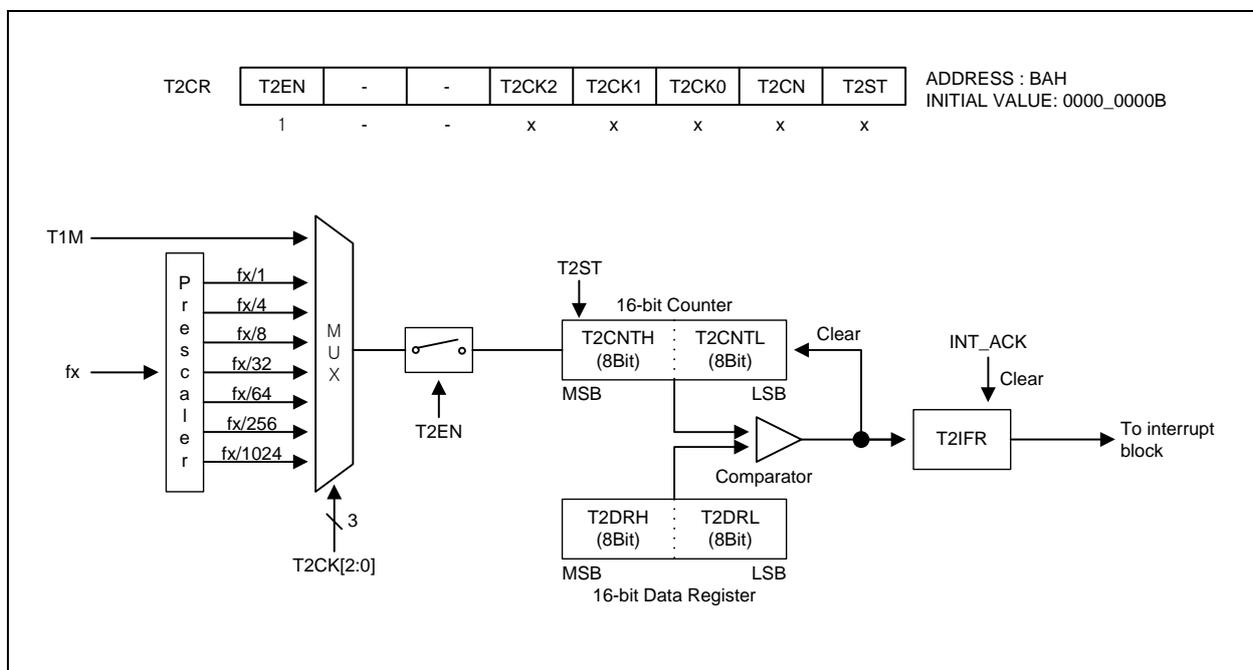 T2CR T2EN - - T2CK2 T2CK1 T2CK0 T2CN T2ST ADDRESS : BAH
INITIAL VALUE: 0000_0000B
1 - - x x x x x
T1M
Prescaler
fx
fx/1
fx/4
fx/8
fx/32
fx/64
fx/256
fx/1024
MUX
3
T2CK[2:0]
T2EN
T2ST
16-bit Counter
T2CNTH T2CNTL
(8Bit) (8Bit)
MSB LSB
Clear
Comparator
T2DRH T2DRL
(8Bit) (8Bit)
MSB LSB
16-bit Data Register
INT_ACK
Clear
T2IFR
To interrupt
block